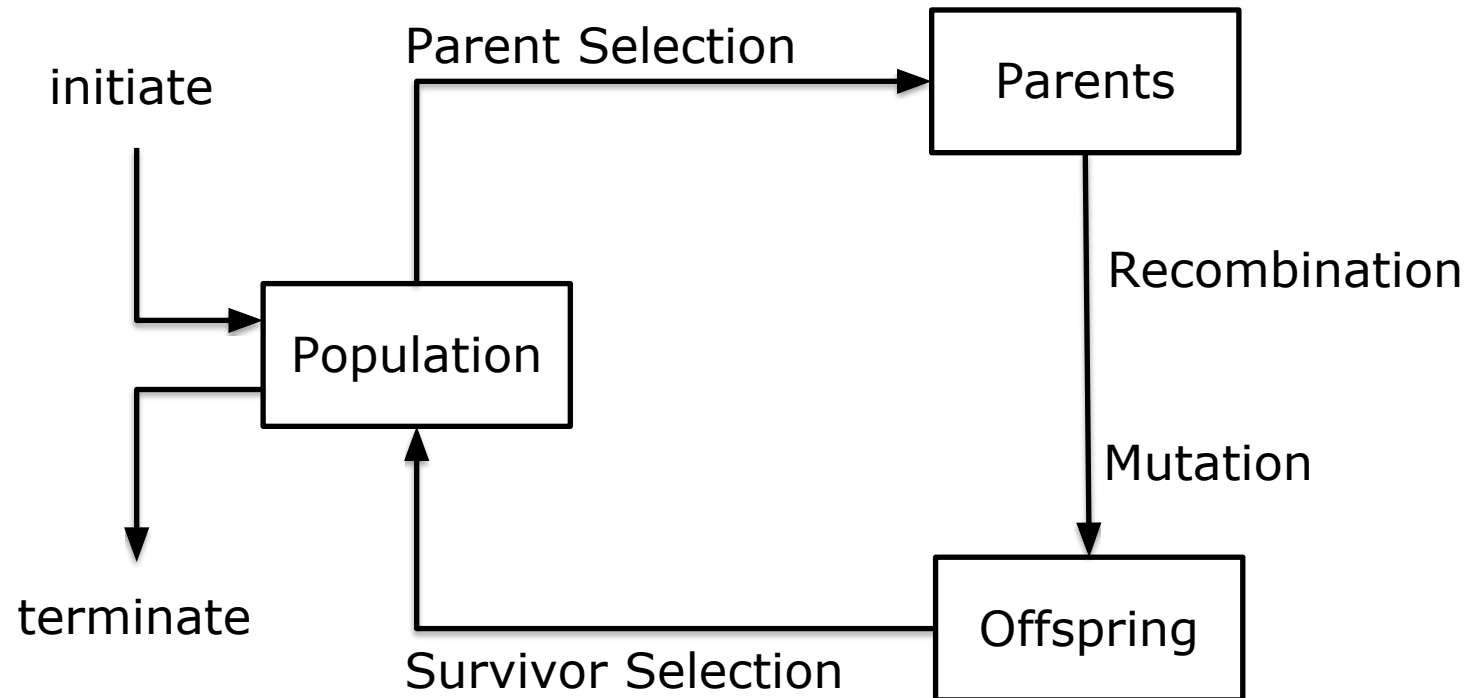 Parent Selection
initiate
Parents
Recombination
Population
Mutation
terminate
Offspring
Survivor Selection